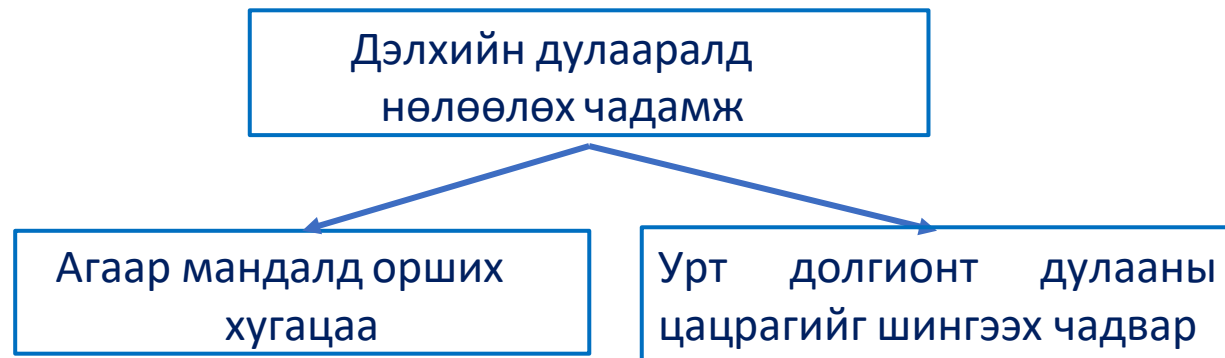 Дэлхийн дулааралд
нөлөөлөх чадамж
Агаар мандалд орших
хугацаа
Урт долгионт дулааны
цацрагийг шингээх чадвар